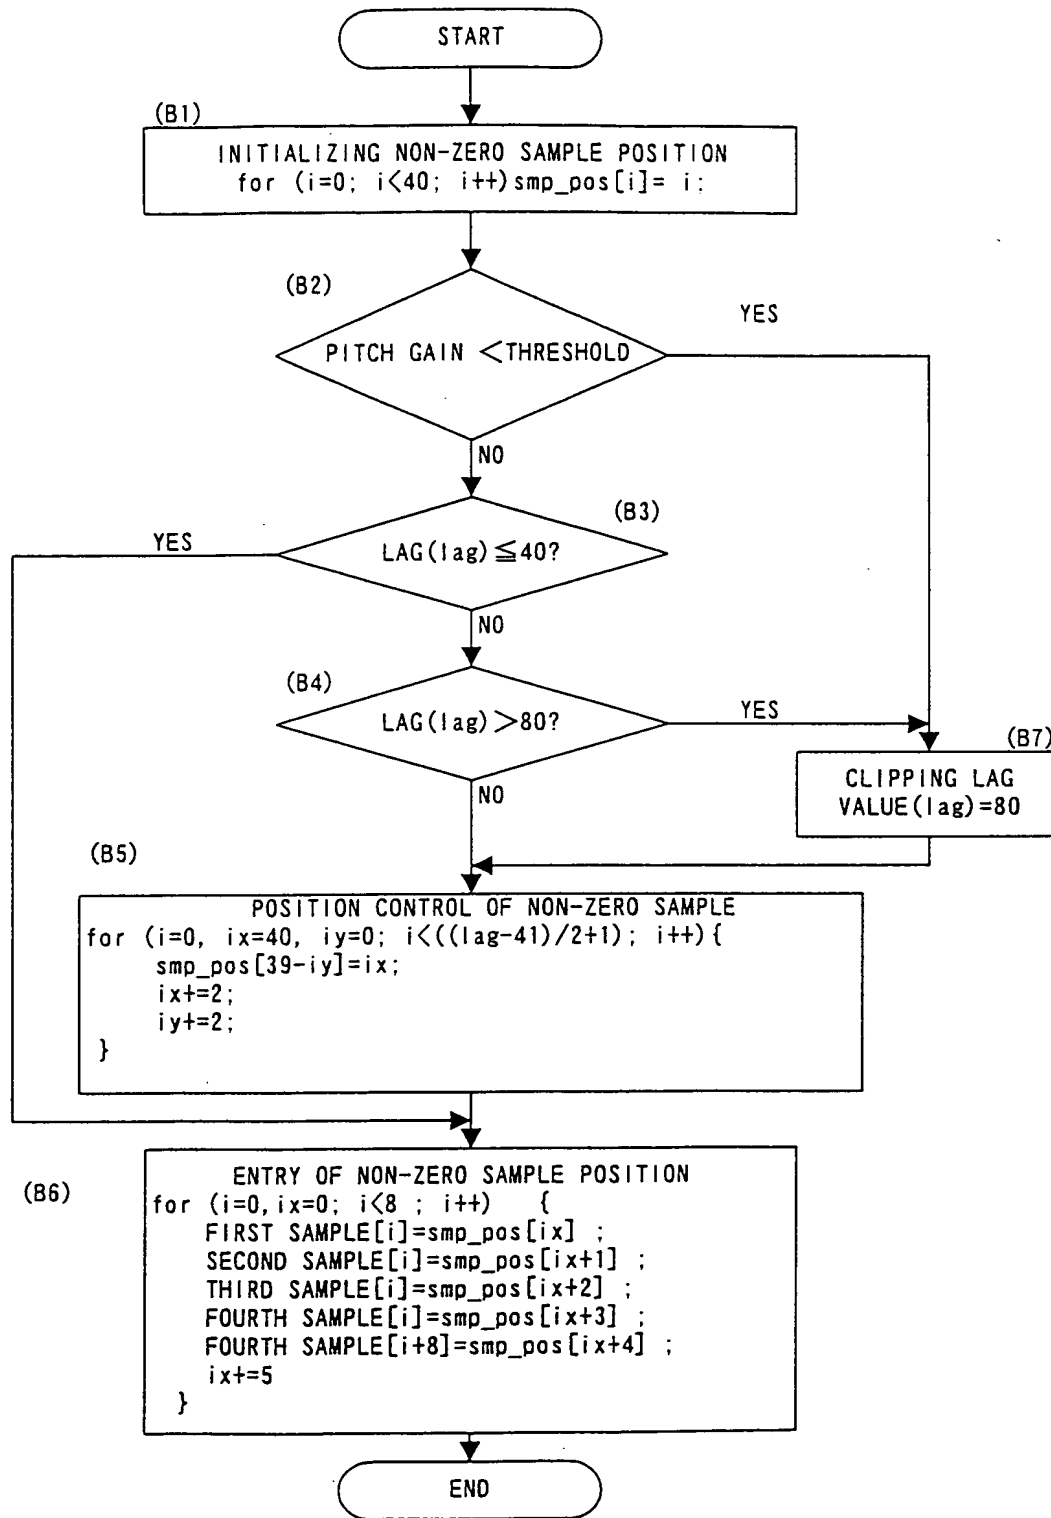 START
(B1)
INITIALIZING NON-ZERO SAMPLE POSITION
for (i=0; i<40; i++)smp_pos[i]= i;
(B2)
YES
PITCH GAIN <THRESHOLD
NO
(B3)
YES
LAG(lag)≦40?
NO
(B4)
LAG(lag)>80?
YES
(B7)
CLIPPING LAG
VALUE(lag)=80
NO
(B5)
POSITION CONTROL OF NON-ZERO SAMPLE
for (i=0, ix=40, iy=0; i<((lag-41)/2+1); i++){
smp_pos[39-iy]=ix;
ix+=2;
iy+=2;
}
(B6)
ENTRY OF NON-ZERO SAMPLE POSITION
for (i=0,ix=0; i<8 ; i++) {
FIRST SAMPLE[i]=smp_pos[ix] ;
SECOND SAMPLE[i]=smp_pos[ix+1] ;
THIRD SAMPLE[i]=smp_pos[ix+2] ;
FOURTH SAMPLE[i]=smp_pos[ix+3] ;
FOURTH SAMPLE[i+8]=smp_pos[ix+4] ;
ix+=5
}
END